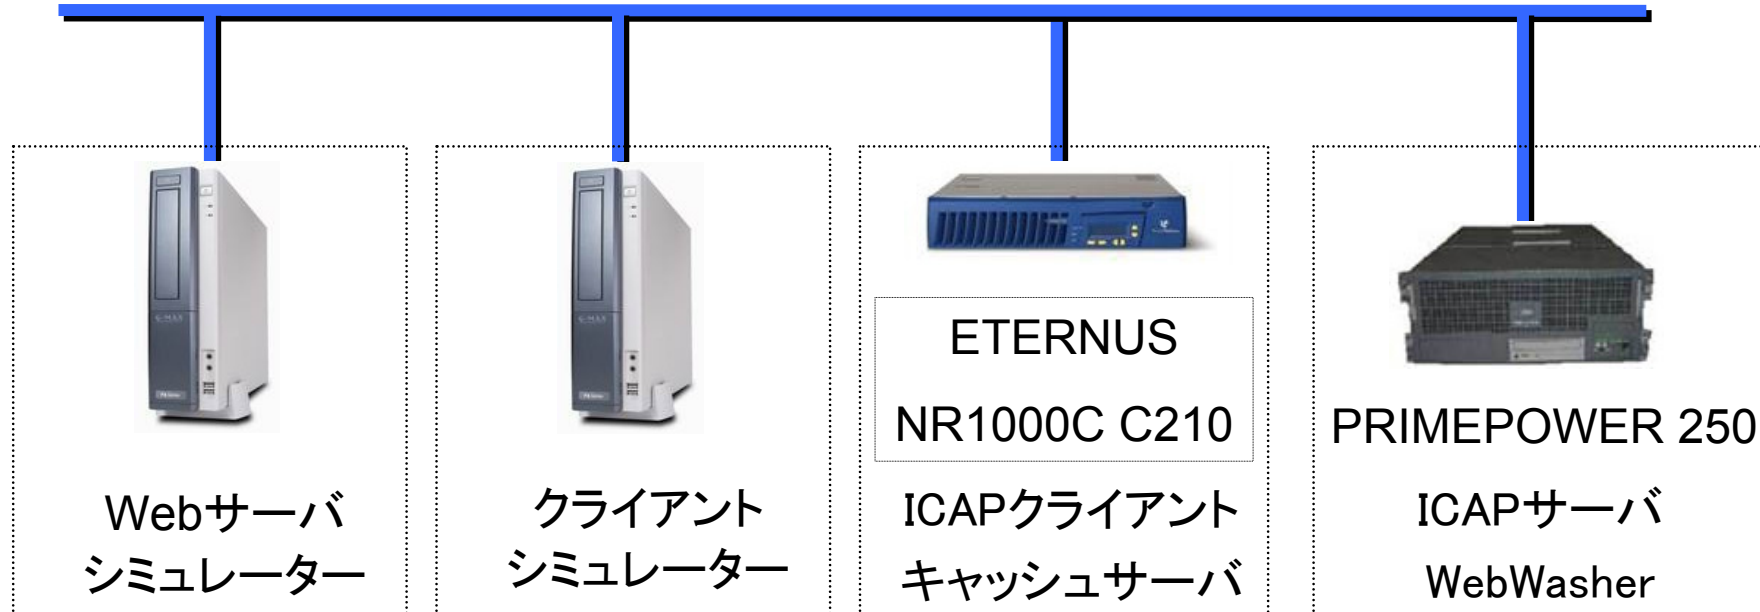 Webサーバ
シミュレーター
クライアント
シミュレーター
ETERNUS
NR1000C C210
ICAPクライアント
キャッシュサーバ
PRIMEPOWER 250
ICAPサーバ
WebWasher